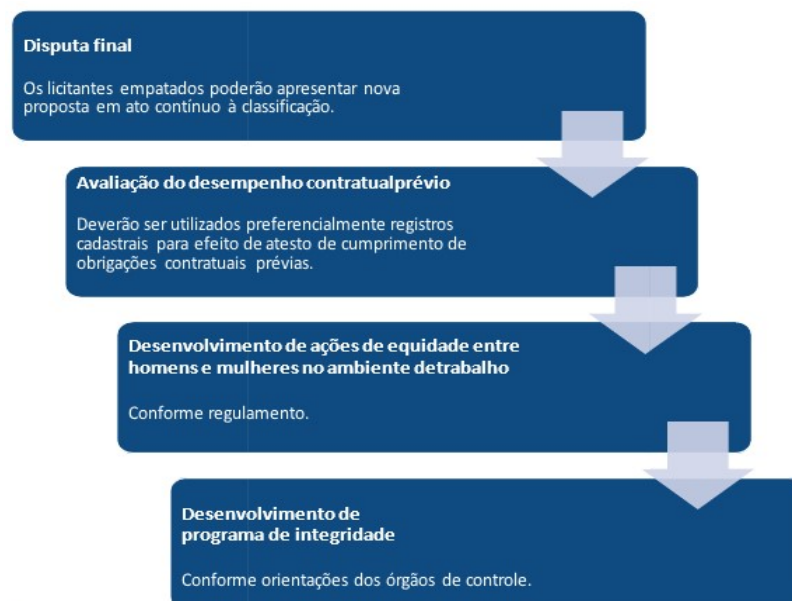 Disputa final
Os licitantes empatados poderão apresentar nova
proposta em ato contínuo à classificação.
Avaliação do desempenho contratualprévio
Deverão ser utilizados preferencialmente registros
cadastrais para efeito de atesto de cumprimento de
obrigações contratuais prévias.
Desenvolvimento de ações de equidade entre
homens e mulheres no ambiente detrabalho
Conforme regulamento.
Desenvolvimento de
programa de integridade
Conforme orientações dos órgãos de controle.